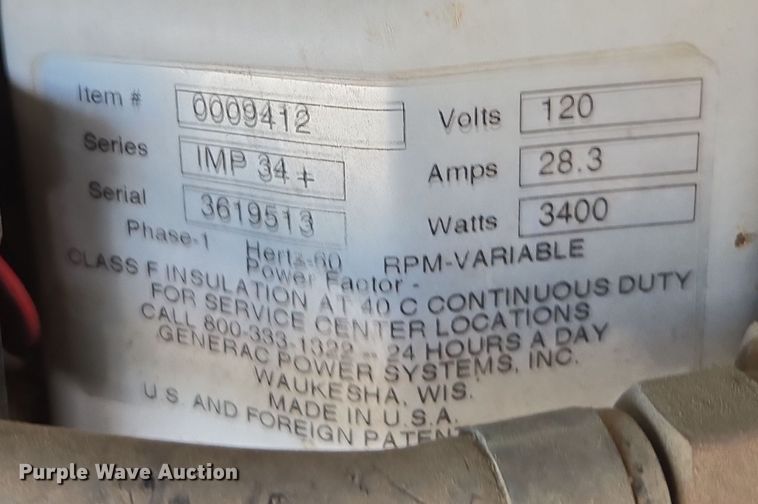 Item # 0009412 Volts 120
Series IMP 34 + Amps 28.3
Serial 3619513 Watts 3400
Phase-1 Hertz-60 RPM-VARIABLE
Power Factor -
CLASS F INSULATION AT 40 C CONTINUOUS DUTY
FOR SERVICE CENTER LOCATIONS
CALL 800-333-1322 - 24 HOURS A DAY
GENERAC POWER SYSTEMS, INC.
WAUKESHA, WIS.
MADE IN U.S.A.
U.S. AND FOREIGN PATENT
Purple Wave Auction